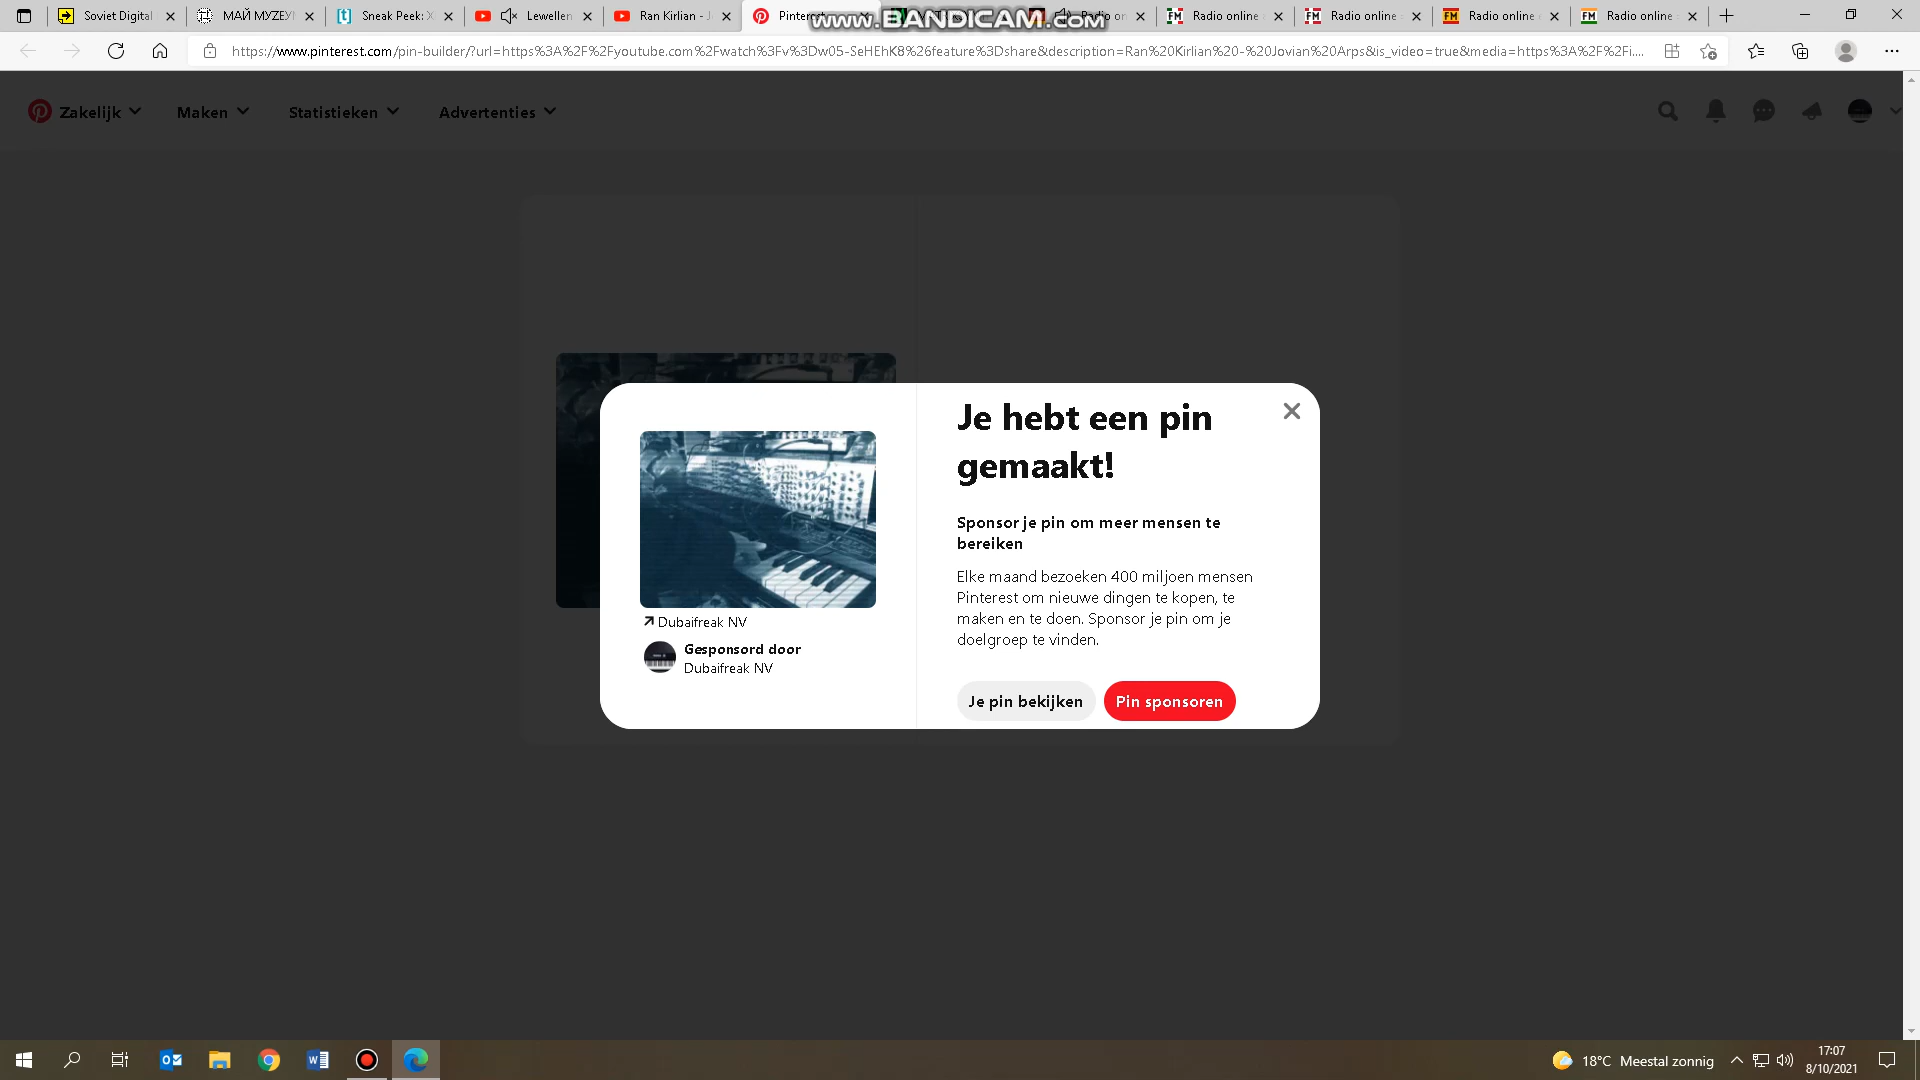 Soviet Digital
МАЙ MYZEУ
Sneak Peek:
Lewellen
Ran Kirlian - J
Pinterest
www.BANDICAM.com
Radio on
Radio online
Radio online
Radio online
Radio online
https://www.pinterest.com/pin-builder/?url=https%3A%2F%2Fyoutube.com%2Fwatch%3Fv%3Dw05-SeHEhK8%26feature%3Dshare&description=Ran%20Kirlian%20-%20Jovian%20Arps&is_video=true&media=https%3A%2F%2Fi....
Zakelijk
Maken
Statistieken
Advertenties
Je hebt een pin
gemaakt!
Sponsor je pin om meer mensen te
bereiken
Elke maand bezoeken 400 miljoen mensen
Pinterest om nieuwe dingen te kopen, te
maken en te doen. Sponsor je pin om je
doelgroep te vinden.
Dubaifreak NV
Gesponsord door
Dubaifreak NV
Je pin bekijken
Pin sponsoren
18°C Meestal zonnig
17:07
8/10/2021